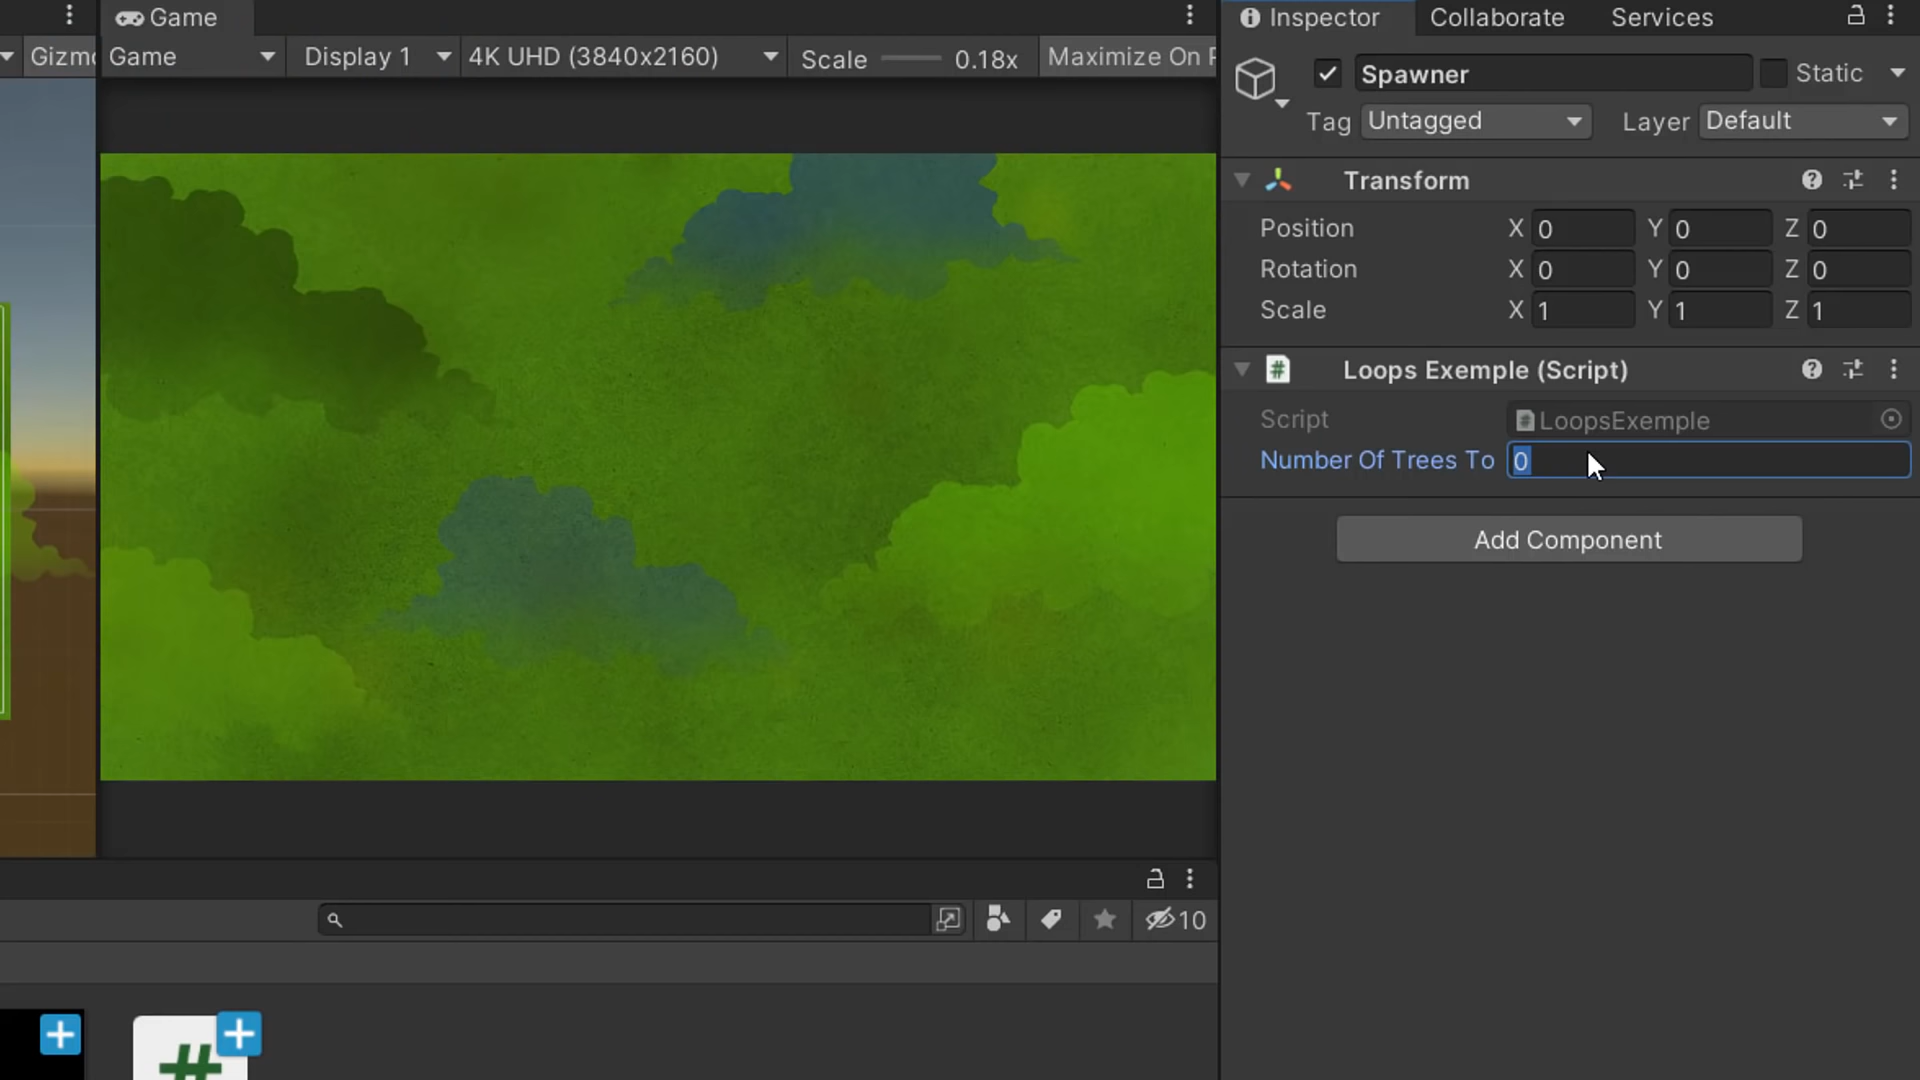 Game
Gizmo
Game
Display 1
4K UHD (3840x2160)
Scale
0.18x
Maximize On P
Inspector
Collaborate
Services
Spawner
Static
Tag
Untagged
Layer
Default
Transform
Position X 0 Y 0 Z 0
Rotation X 0 Y 0 Z 0
Scale X 1 Y 1 Z 1
# Loops Exemple (Script)
Script
LoopsExemple
Number Of Trees To
0
Add Component
10
#